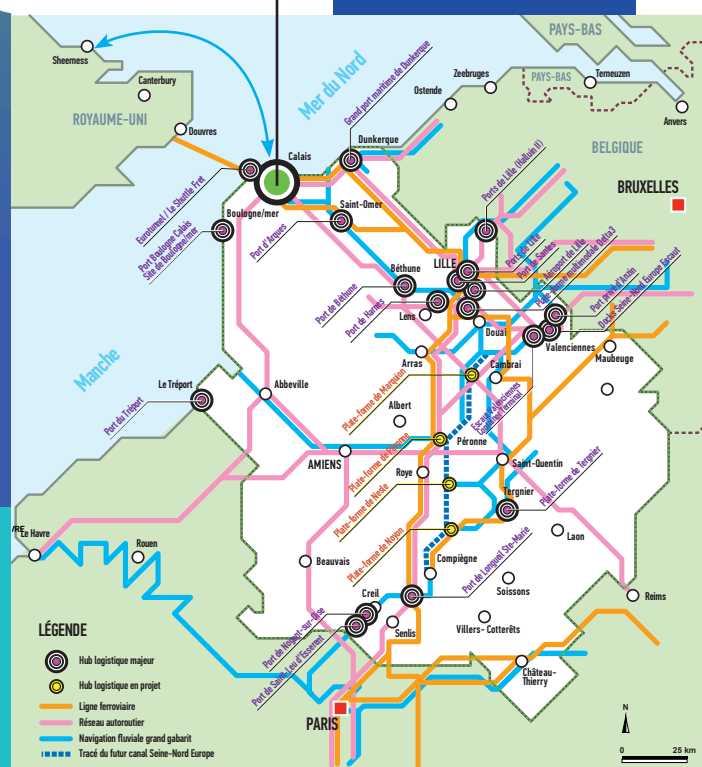 PAYS-BAS
Sheerness
Mer du Nord
Grand port maritime de Dunkerque
Zeebruges
PAYS-BAS
Terneuzen
Canterbury
Ostende
Anvers
ROYAUME-UNI
Douvres
Dunkerque
BELGIQUE
Calais
Ports de Lille (Halluin II)
BRUXELLES
Eurotunnel / Le Shuttle Fret
Boulogne/mer
Saint-Omer
Port Boulogne Calais
Site de Boulogne/mer
Port d'Arques
Ports de Lille
Port de Santes
Aéroport de Lille
Plate-forme multimodale Delta3
LILLE
Béthune
Port privé d'Anzin
Docks Seine-Nord Europe Escaut
Port de Béthune
Port de Harnes
Lens
Douai
Valenciennes
Maubeuge
Manche
Arras
Cambrai
Le Tréport
Abbeville
Plate-forme de Marquion
Escaut Valenciennes
Container Terminal
Port du Tréport
Albert
Péronne
Plate-forme de Péronne
AMIENS
Saint-Quentin
Roye
Plate-forme de Nesle
Tergnier
Plate-forme de Tergnier
VRE
Le Havre
Rouen
Laon
Plate-forme de Noyon
Beauvais
Compiègne
Port de Longueil Ste-Marie
Soissons
Creil
Reims
Senlis
Villers-Cotterêts
Port de Nogent-sur-Oise
Port de Saint-Leu d'Esserent
Château-
Thierry
PARIS
LÉGENDE
Hub logistique majeur
Hub logistique en projet
Ligne ferroviaire
Réseau autoroutier
Navigation fluviale grand gabarit
Tracé du futur canal Seine-Nord Europe
N
0 25 km